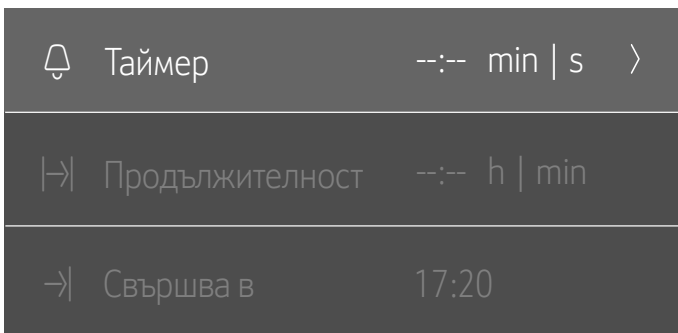 Таймер --:-- min | s
Продължителност --:-- h | min
Свършва в 17:20